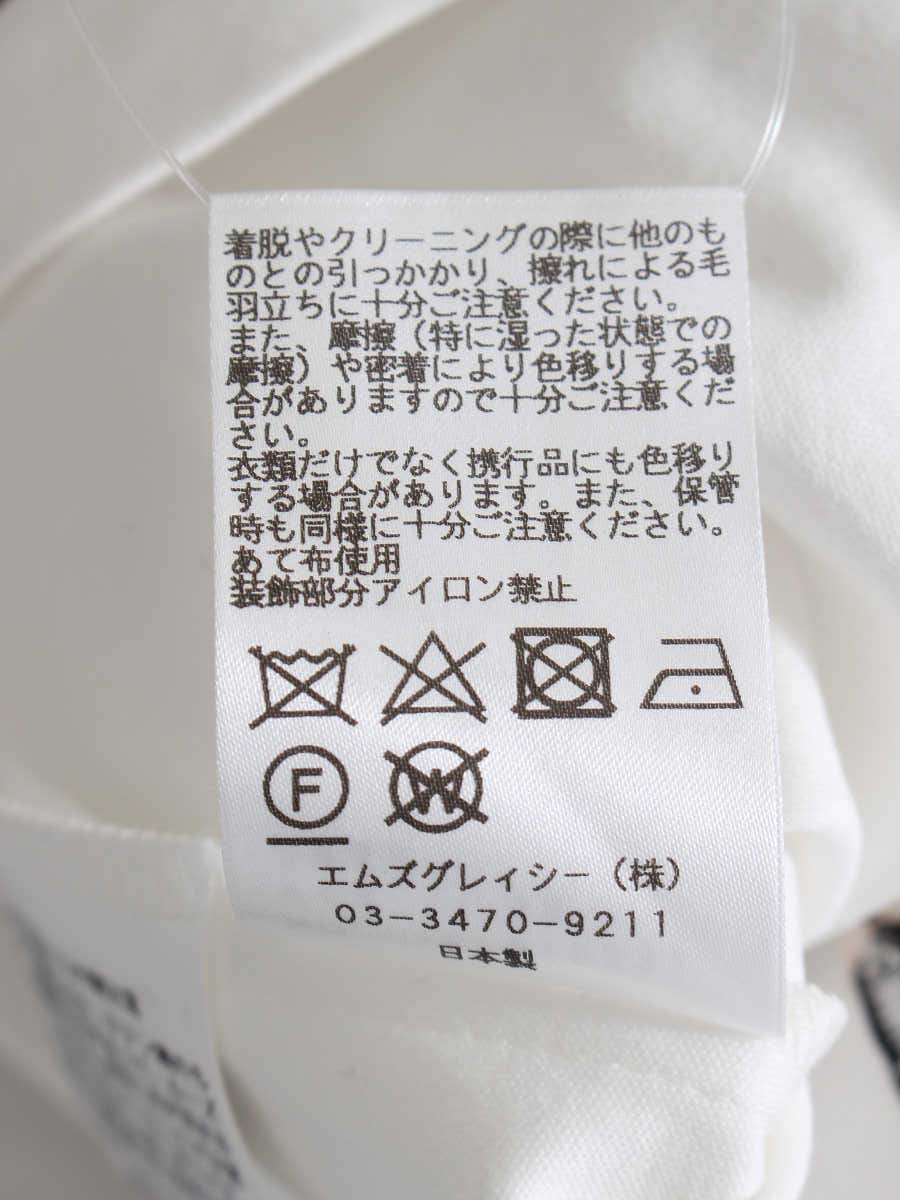 着脱やクリーニングの際に他のも
のとの引っかかり、擦れによる毛
羽立ちに十分ご注意ください。
また、摩擦（特に湿った状態での
摩擦）や密着により色移りする場
合がありますので十分ご注意くだ
さい。
衣類だけでなく携行品にも色移り
する場合があります。また、保管
時も同様に十分ご注意ください。
あて布使用
装飾部分アイロン禁止
F
W
エムズグレイシー（株）
03-3470-9211
日本製